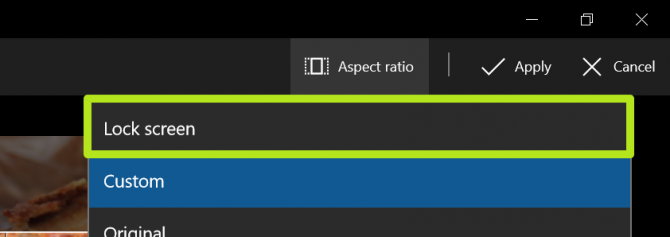 Aspect ratio Apply Cancel
Lock screen
Custom
Original